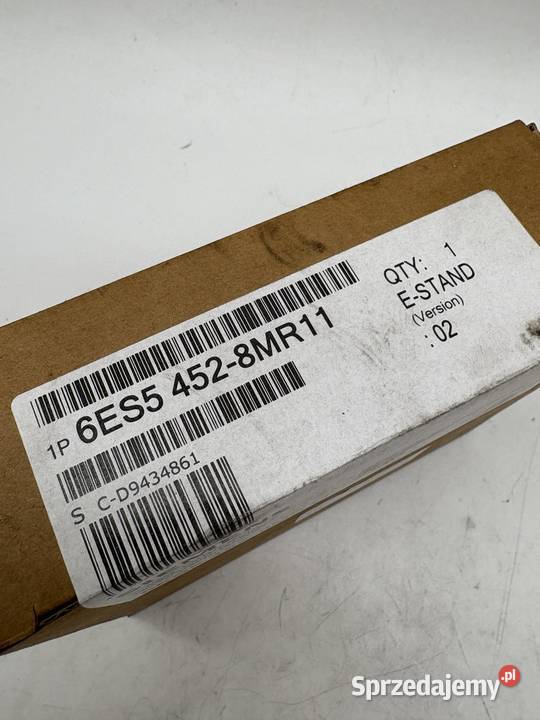 QTY: 1
E-STAND
(Version)
: 02
1P 6ES5 452-8MR11
S C-D9434861
Sprzedajemy.pl